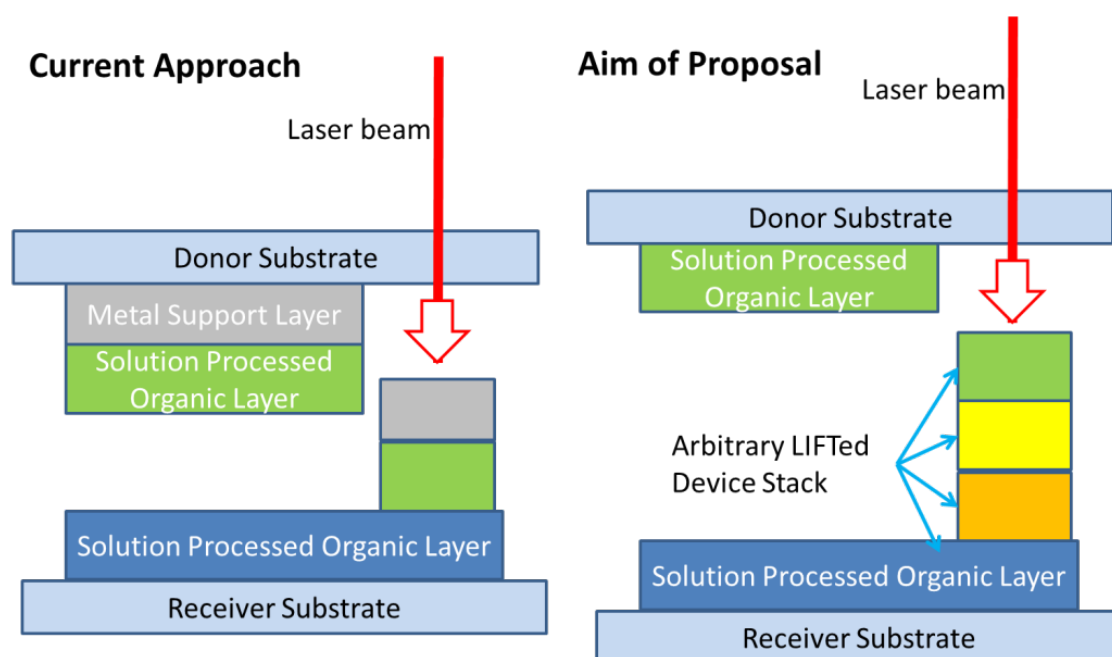 Current Approach
Laser beam
Donor Substrate
Metal Support Layer
Solution Processed
Organic Layer
Solution Processed Organic Layer
Receiver Substrate
Aim of Proposal
Laser beam
Donor Substrate
Solution Processed
Organic Layer
Arbitrary LIFTed
Device Stack
Solution Processed Organic Layer
Receiver Substrate